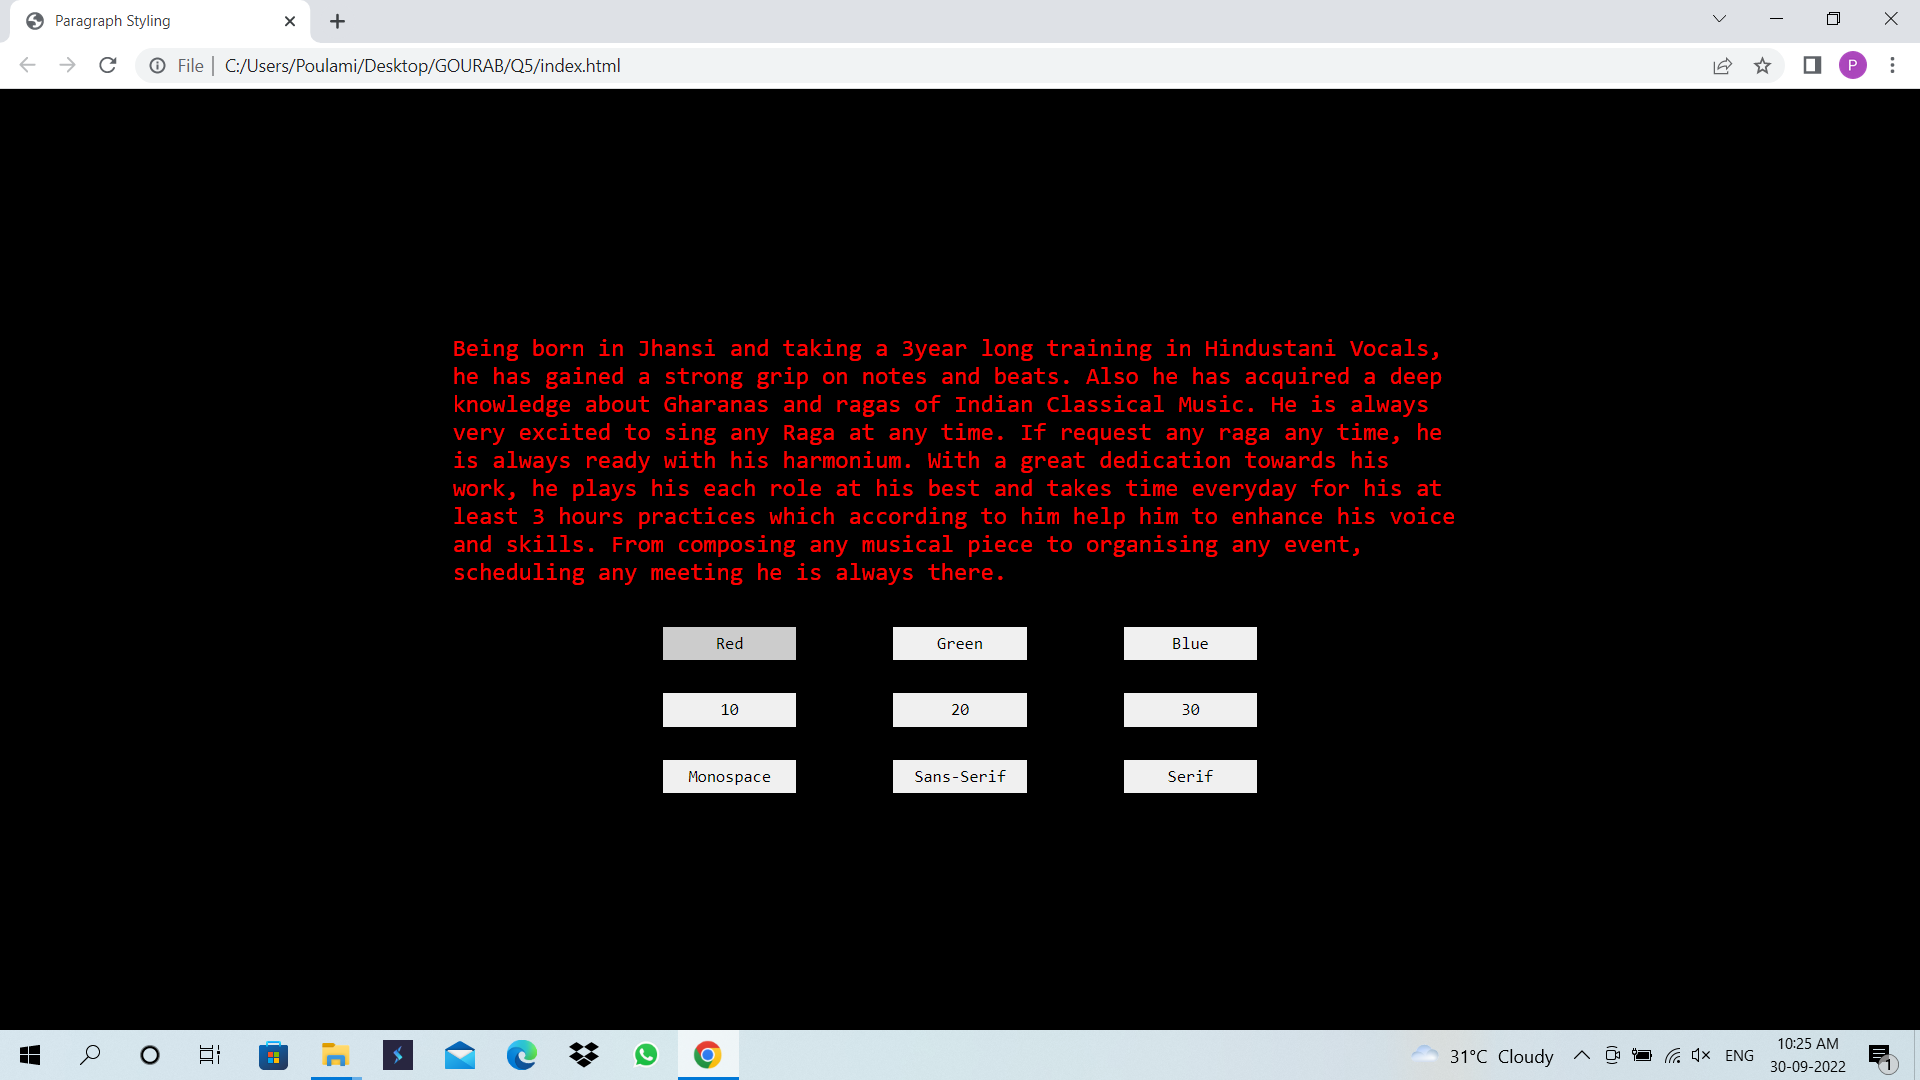 Paragraph Styling
File | C:/Users/Poulami/Desktop/GOURAB/Q5/index.html
P
Being born in Jhansi and taking a 3year long training in Hindustani Vocals,
he has gained a strong grip on notes and beats. Also he has acquired a deep
knowledge about Gharanas and ragas of Indian Classical Music. He is always
very excited to sing any Raga at any time. If request any raga any time, he
is always ready with his harmonium. With a great dedication towards his
work, he plays his each role at his best and takes time everyday for his at
least 3 hours practices which according to him help him to enhance his voice
and skills. From composing any musical piece to organising any event,
scheduling any meeting he is always there.
Red Green Blue
10 20 30
Monospace Sans-Serif Serif
31°C Cloudy ENG
10:25 AM
30-09-2022
1